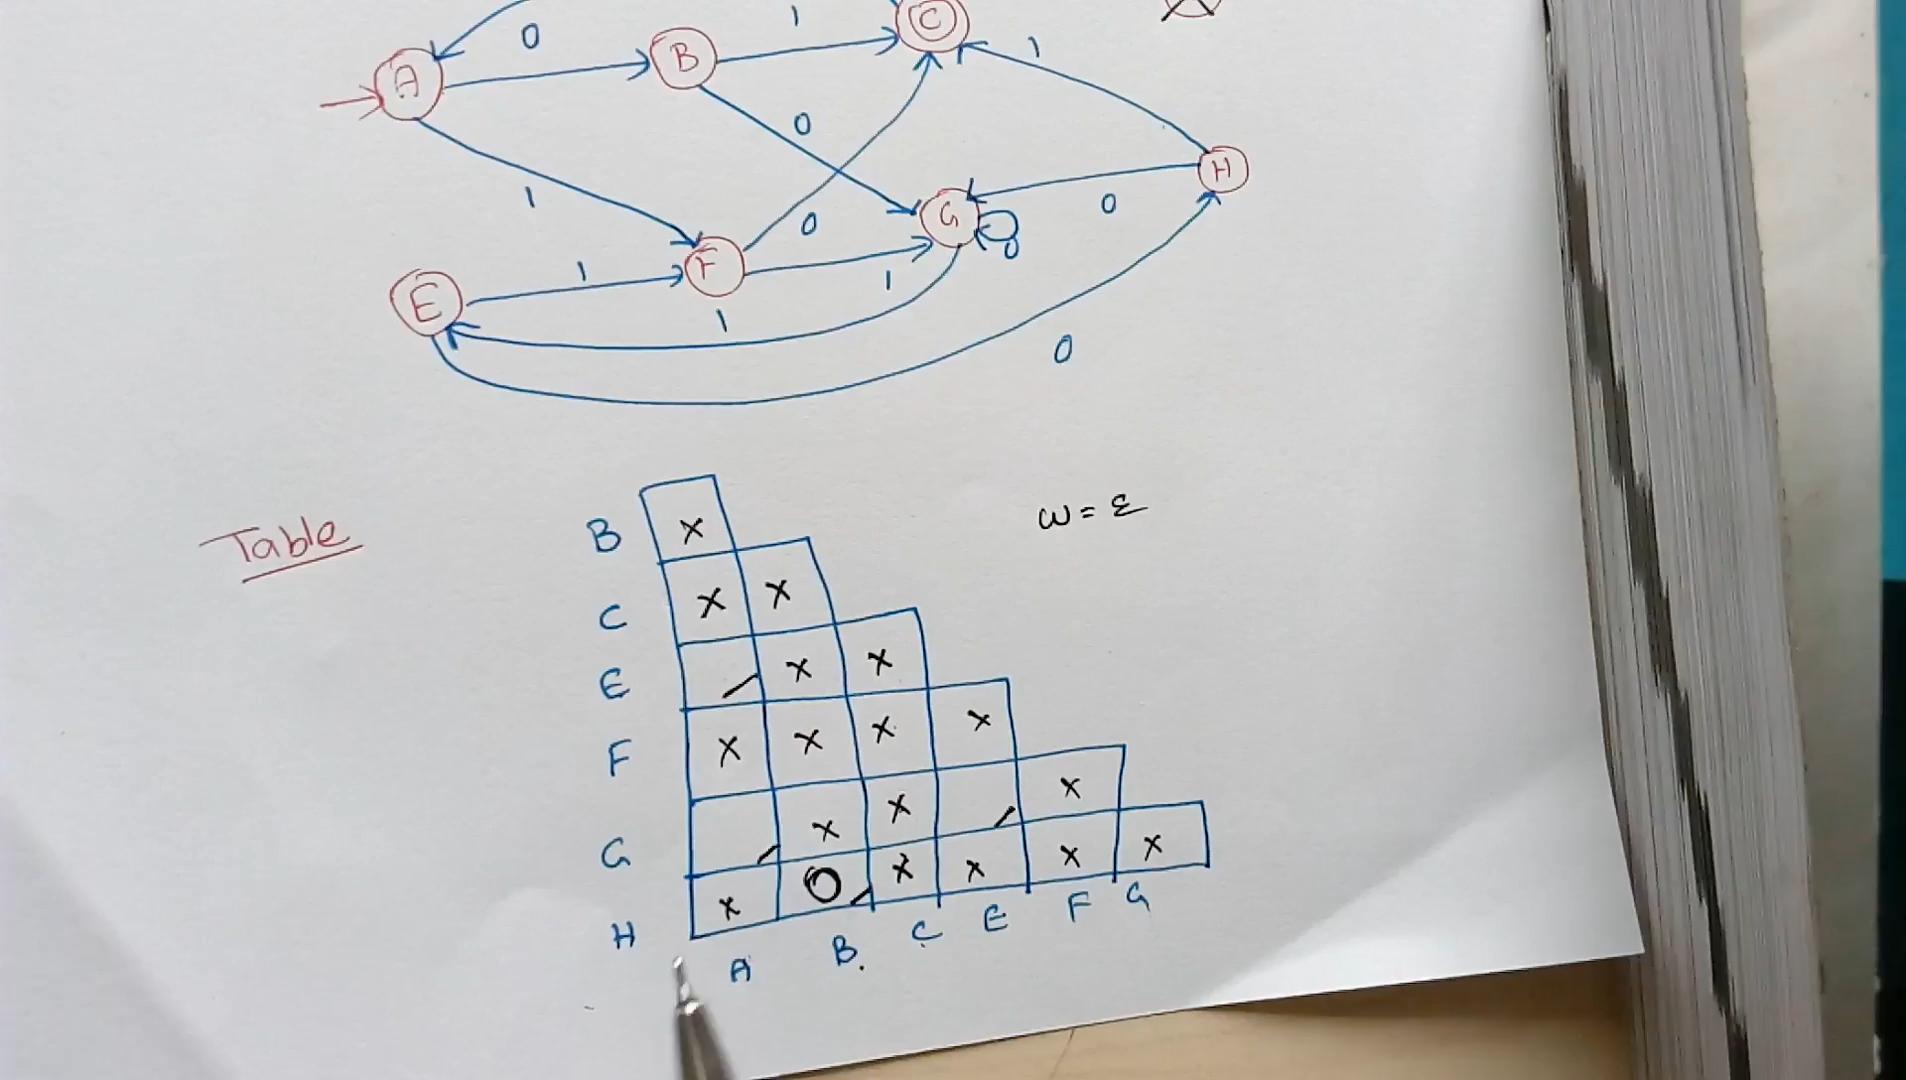 0 1 C
A B 1
0
H
1 0 G 0
0
E 1 F 1
1
0
Table
w = ε
B x
C x x
E x x
F x x x x
G x x x
H x O x x x x
A B. C E F G